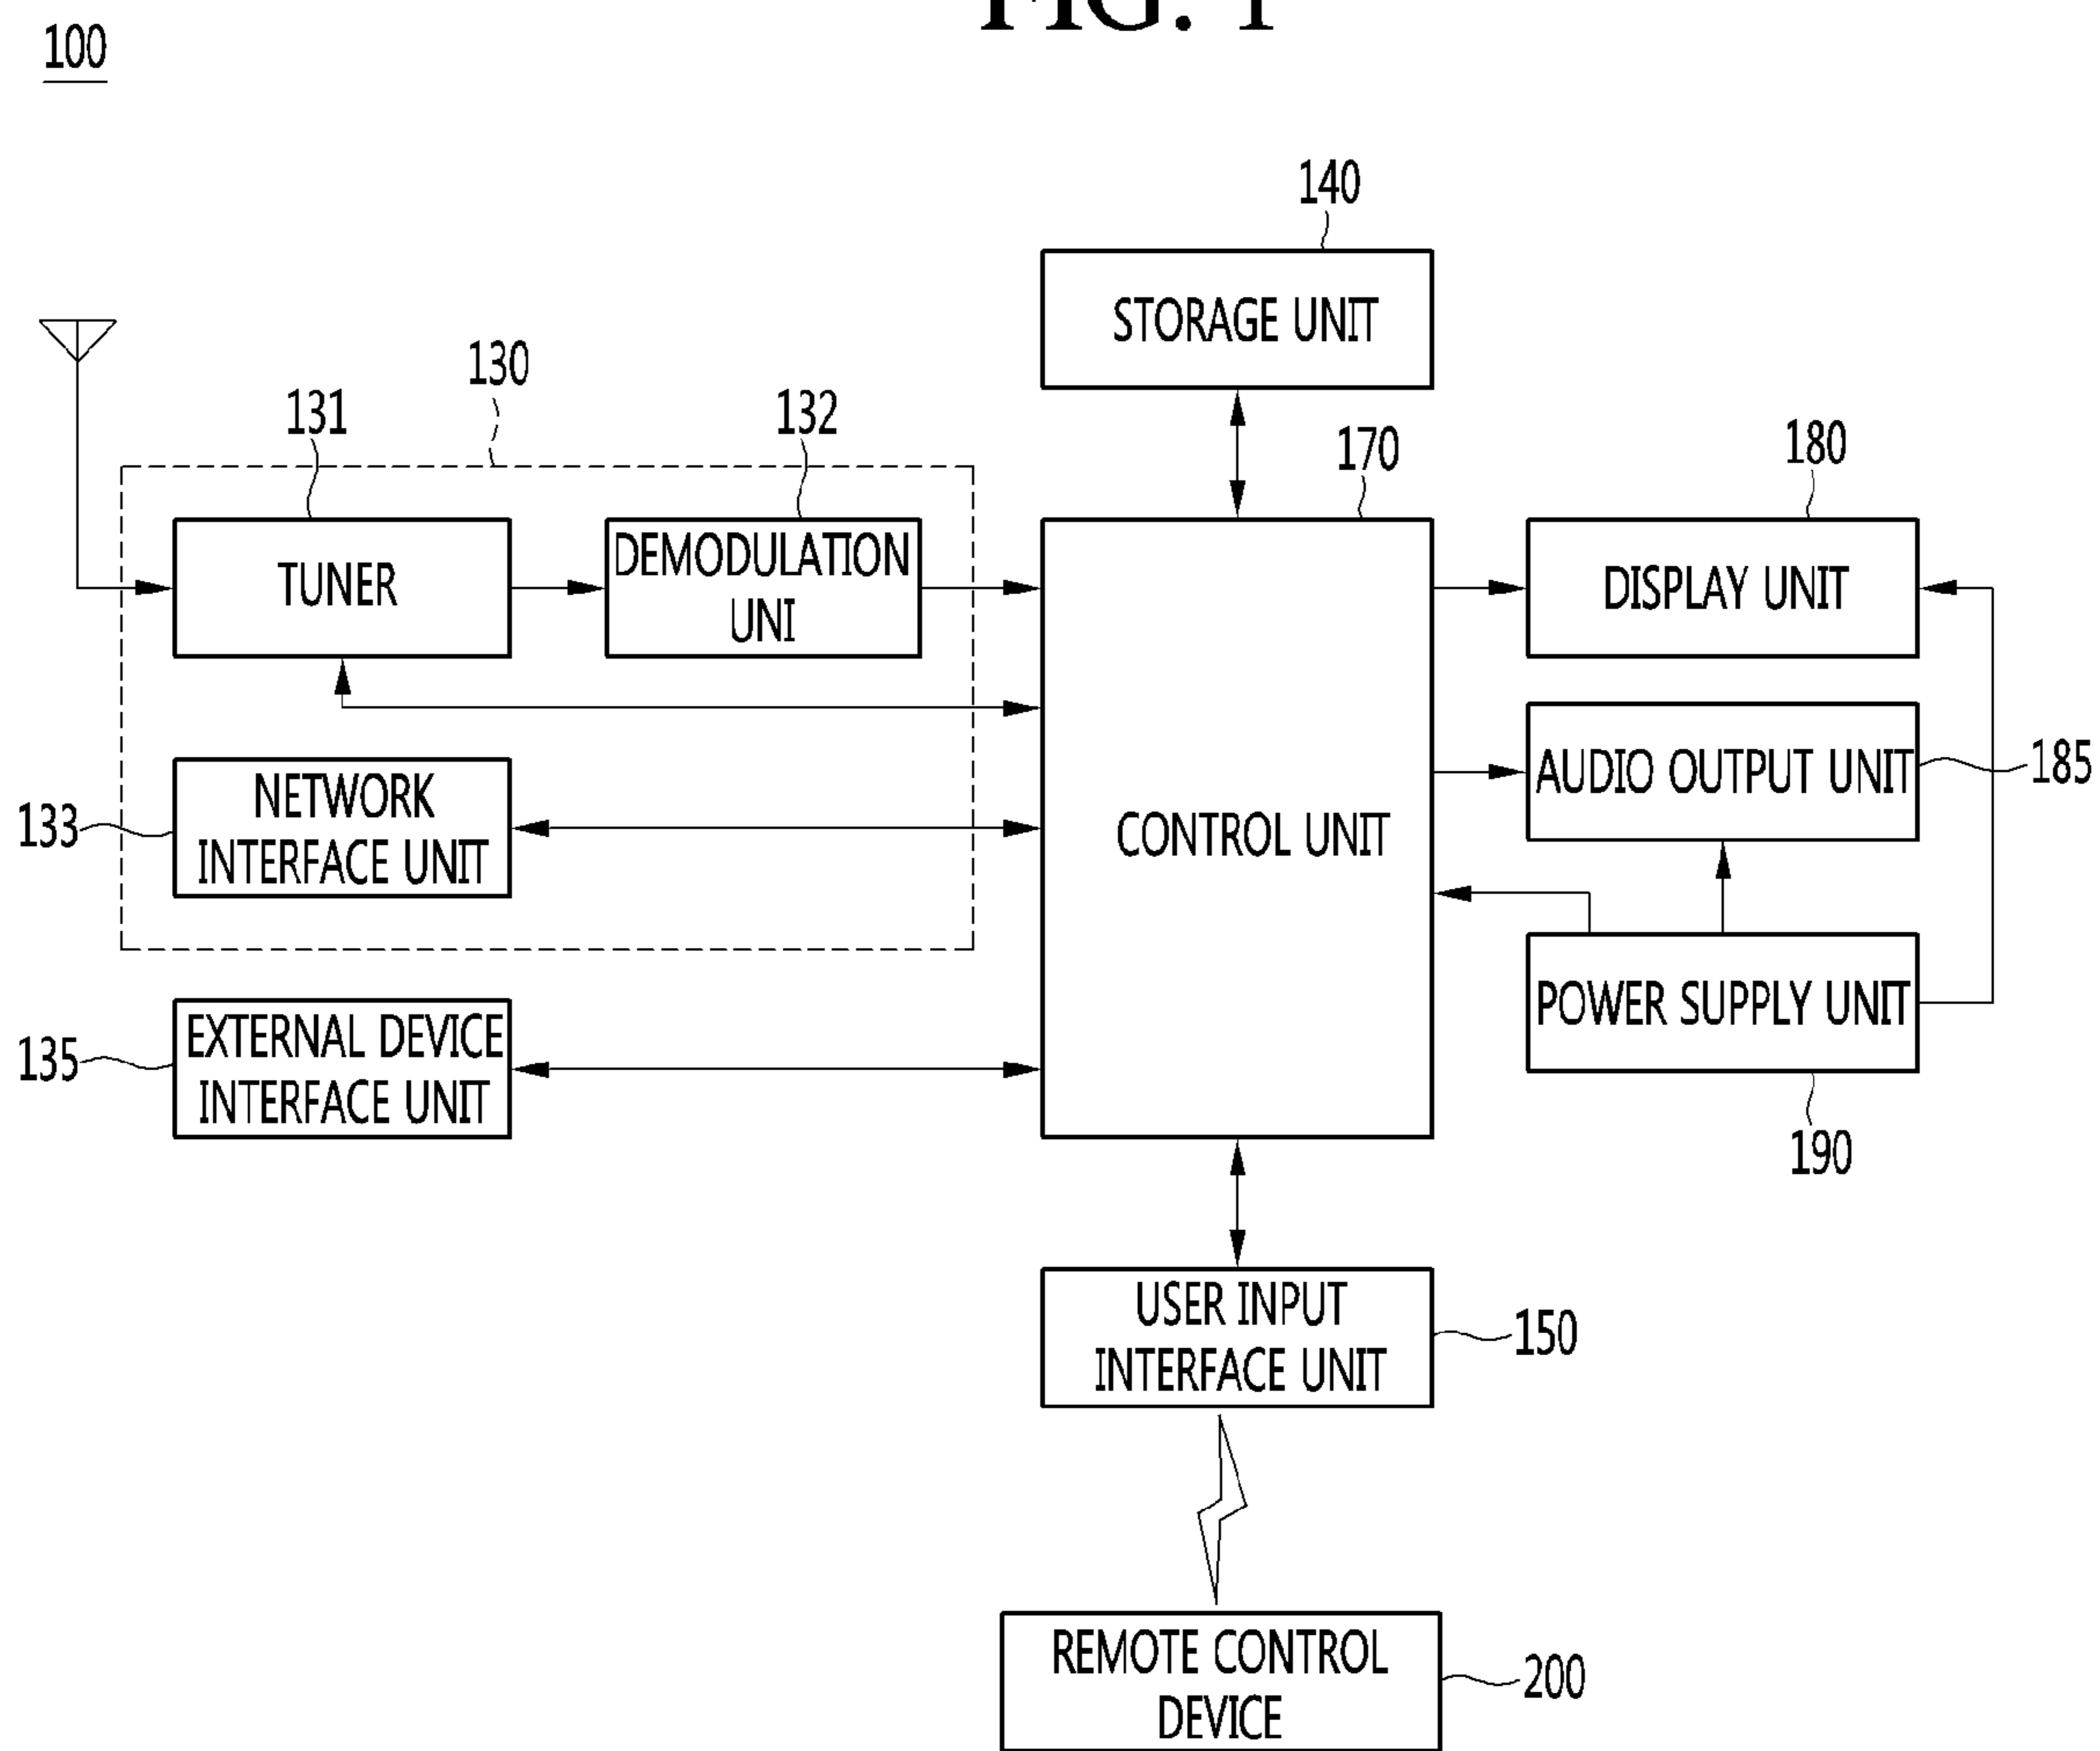 FIG. 1
100
140
STORAGE UNIT
130
131
132
170
180
TUNER
DEMODULATION
UNI
DISPLAY UNIT
133
NETWORK
INTERFACE UNIT
CONTROL UNIT
AUDIO OUTPUT UNIT
185
135
EXTERNAL DEVICE
INTERFACE UNIT
POWER SUPPLY UNIT
190
USER INPUT
INTERFACE UNIT
150
REMOTE CONTROL
DEVICE
200